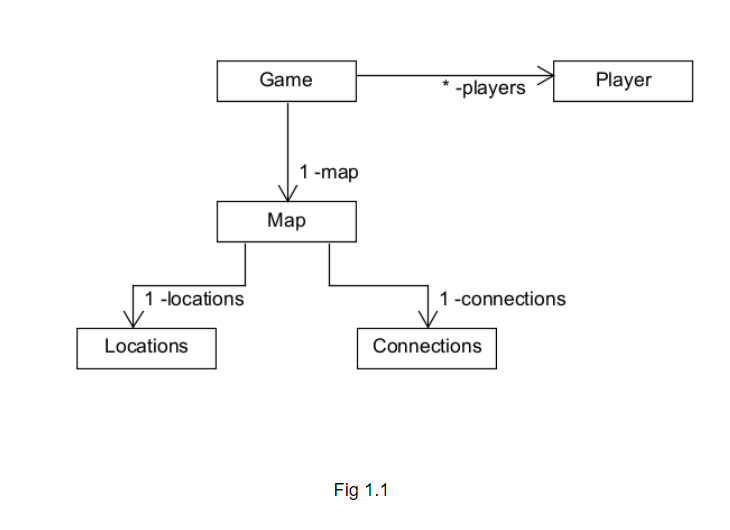 Game
Player
* -players
1 -map
Map
1 -locations
1 -connections
Locations
Connections
Fig 1.1